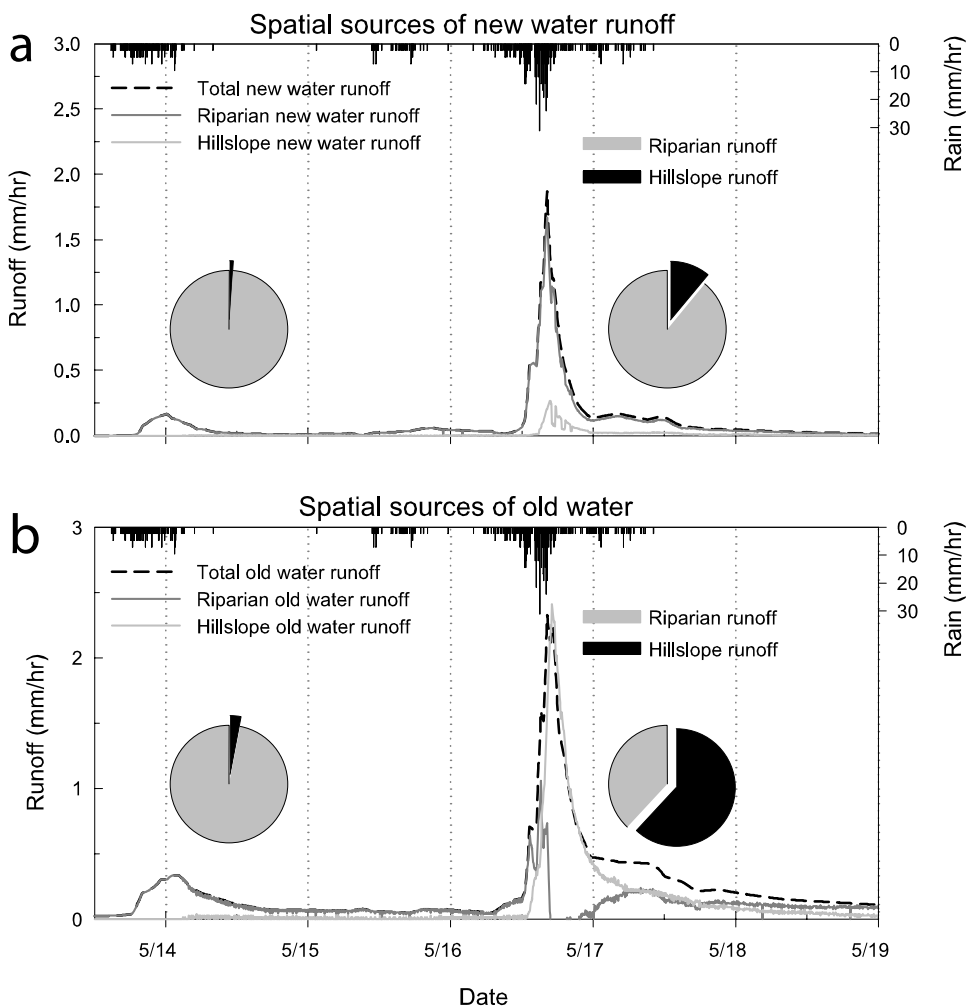 a
Spatial sources of new water runoff
3.0
2.5
2.0
1.5
1.0
0.5
0.0
Runoff (mm/hr)
Total new water runoff
Riparian new water runoff
Hillslope new water runoff
Riparian runoff
Hillslope runoff
0
10
20
30
Rain (mm/hr)
b
Spatial sources of old water
3
2
1
0
Runoff (mm/hr)
Total old water runoff
Riparian old water runoff
Hillslope old water runoff
Riparian runoff
Hillslope runoff
0
10
20
30
Rain (mm/hr)
5/14 5/15 5/16 5/17 5/18 5/19
Date